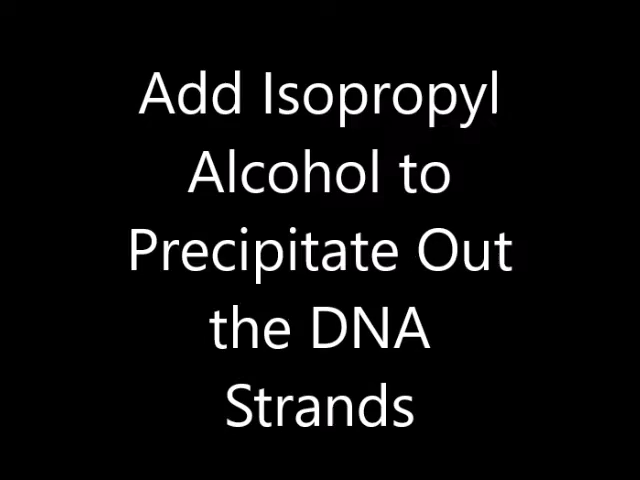 Add Isopropyl
Alcohol to
Precipitate Out
the DNA
Strands